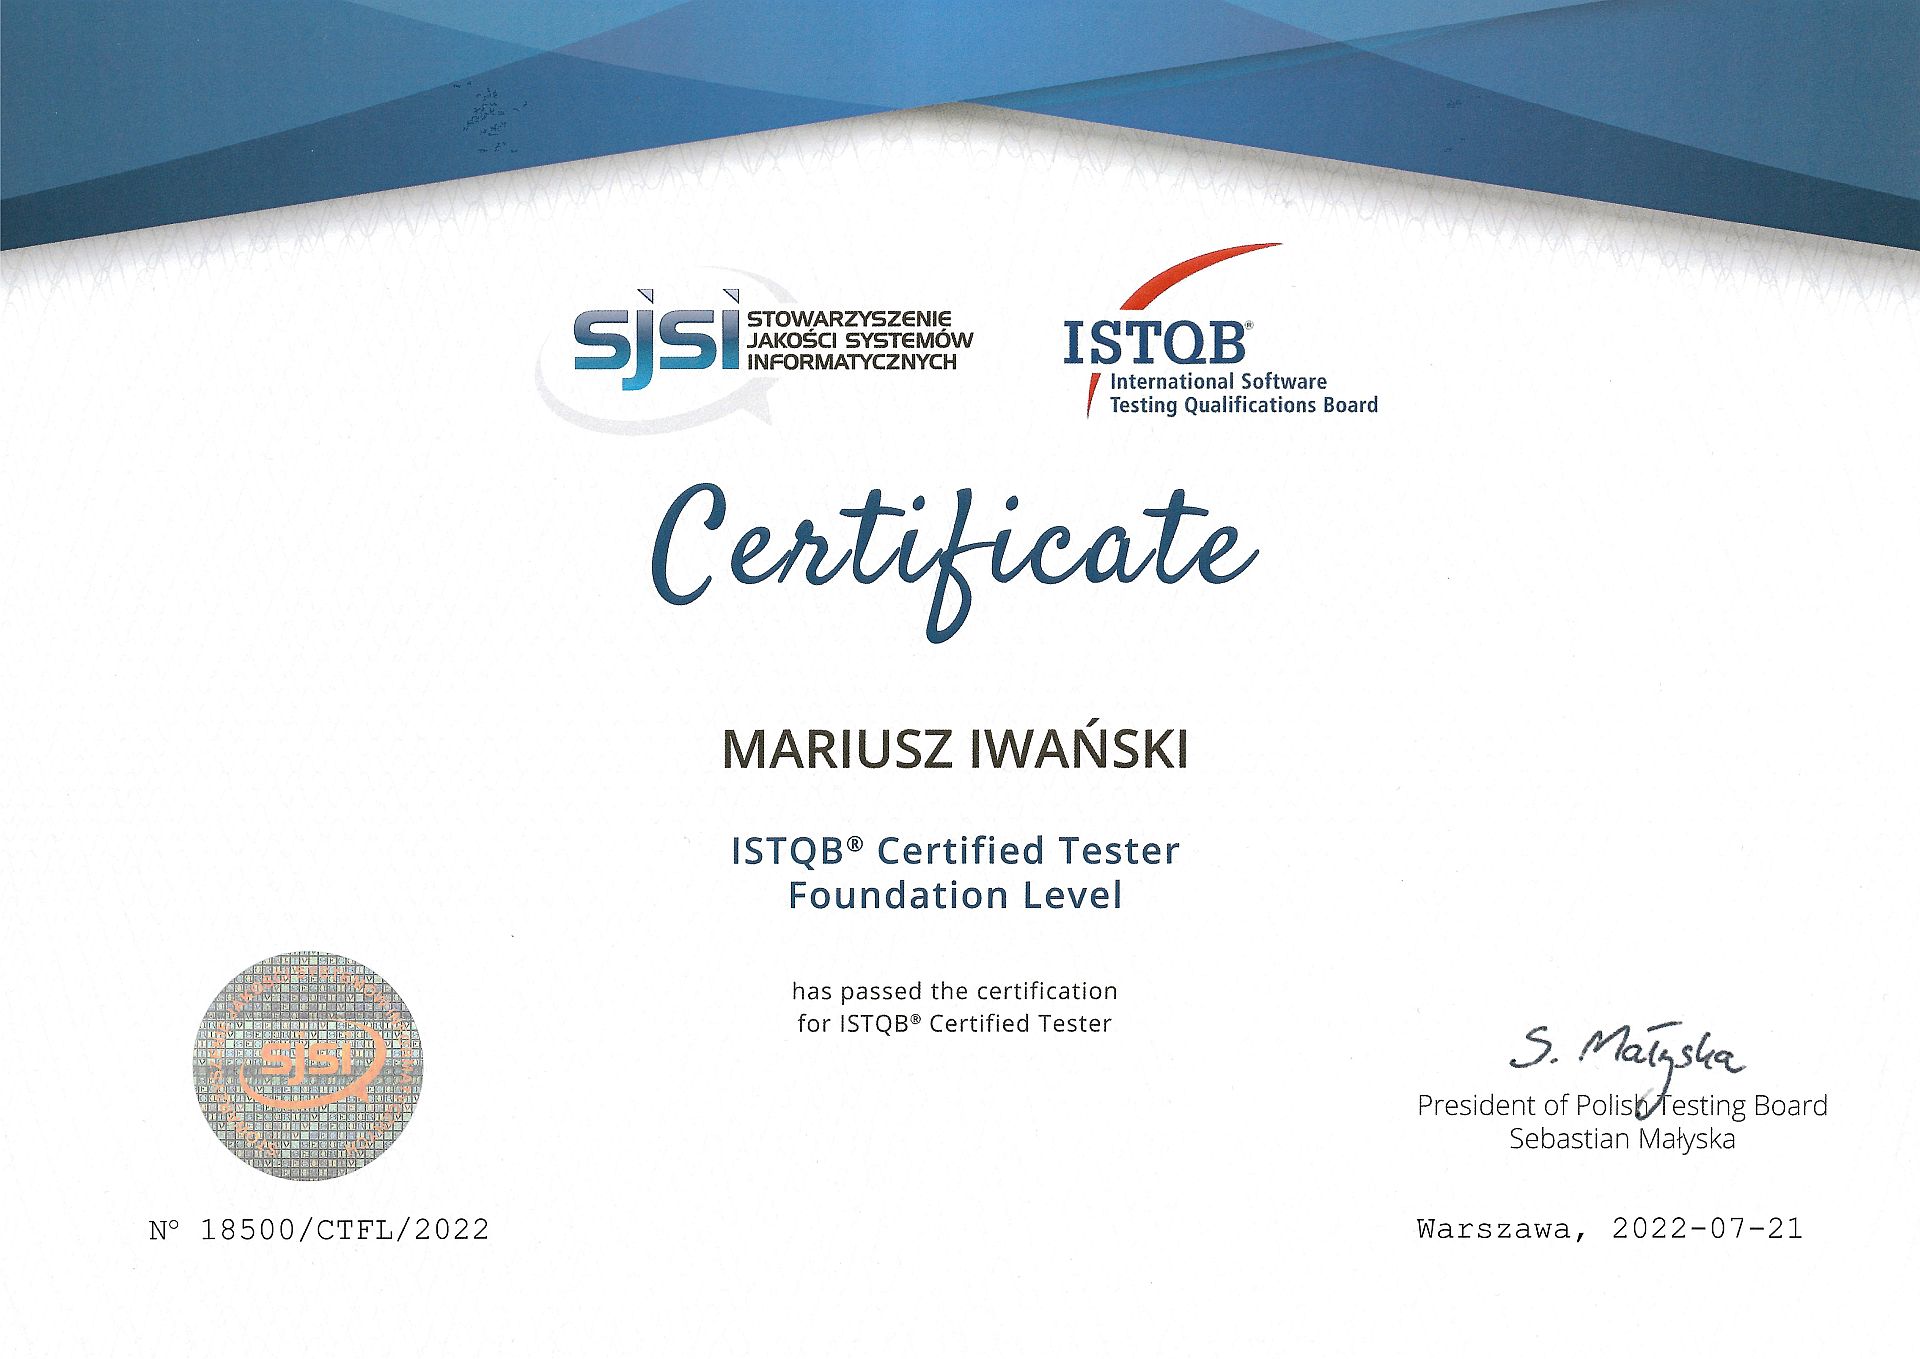 sjsi
STOWARZYSZENIE
JAKOŚCI SYSTEMÓW
INFORMATYCZNYCH
ISTQB®
International Software
Testing Qualifications Board
Certificate
MARIUSZ IWAŃSKI
ISTQB® Certified Tester
Foundation Level
has passed the certification
for ISTQB® Certified Tester
sjsi
S. Małyska
President of Polish Testing Board
Sebastian Małyska
Nº 18500/CTFL/2022
Warszawa, 2022-07-21